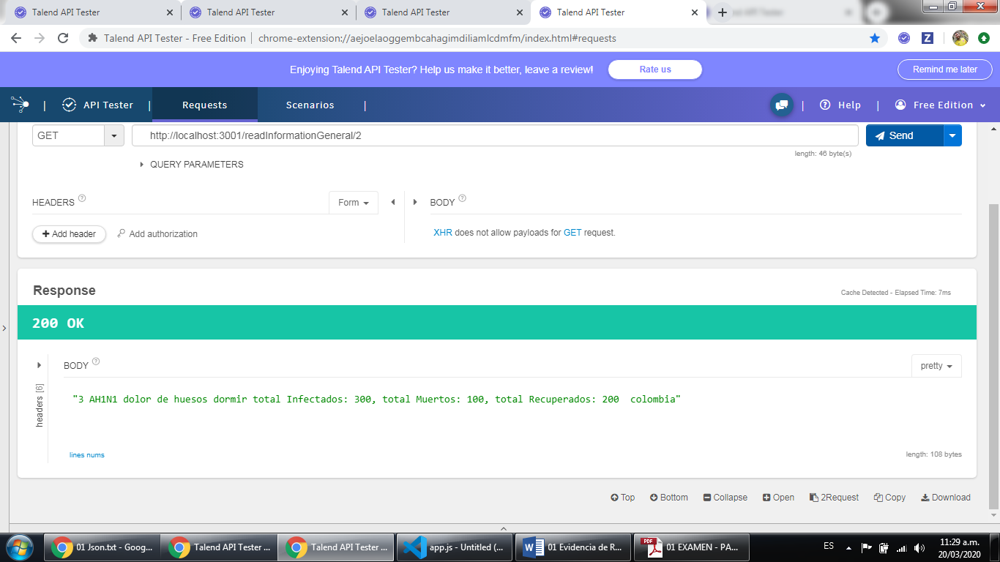 Talend API Tester
Talend API Tester
Talend API Tester
Talend API Tester
Talend API Tester - Free Edition | chrome-extension://aejoelaoggembcahagimdiliamlcdmfm/index.html#requests
Enjoying Talend API Tester? Help us make it better, leave a review! Rate us Remind me later
| API Tester | Requests Scenarios | | Help | Free Edition
GET http://localhost:3001/readInformationGeneral/2 Send
length: 46 byte(s)
QUERY PARAMETERS
HEADERS ? Form BODY ?
+ Add header Add authorization XHR does not allow payloads for GET request.
Response Cache Detected - Elapsed Time: 7ms
200 OK
BODY ? pretty
headers [6]
"3 AH1N1 dolor de huesos dormir total Infectados: 300, total Muertos: 100, total Recuperados: 200  colombia"
lines nums length: 108 bytes
Top Bottom Collapse Open 2Request Copy Download
01 Json.txt - Goog... Talend API Tester ... Talend API Tester ... app.js - Untitled (... 01 Evidencia de R... 01 EXAMEN - PA... ES 11:29 a.m.
20/03/2020